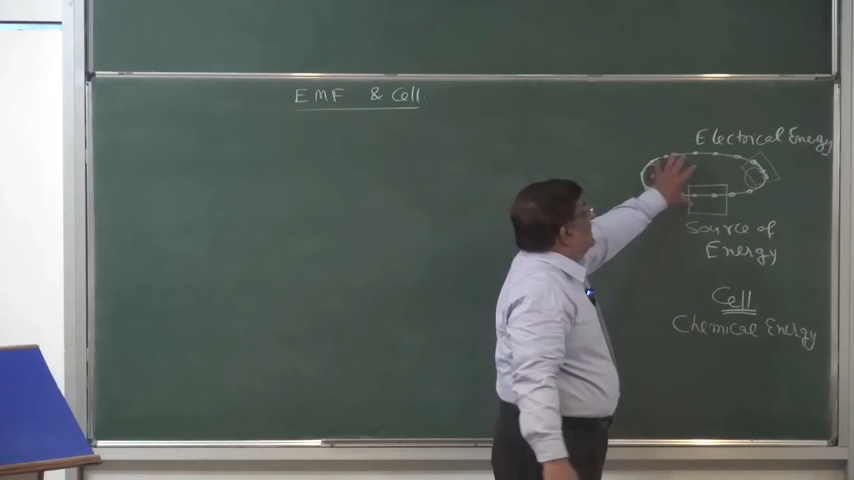 EMF & Cell.
Electrical Energy
Source of
Energy
Cell
Chemical Energy